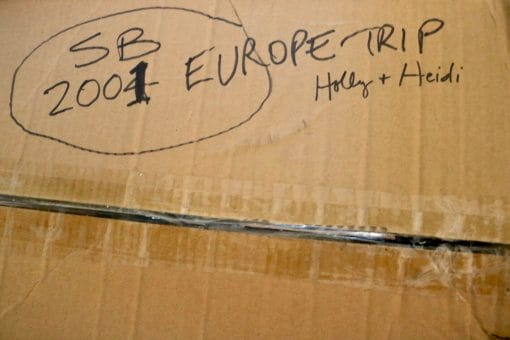 SB
2001 EUROPE TRIP
Holly + Heidi